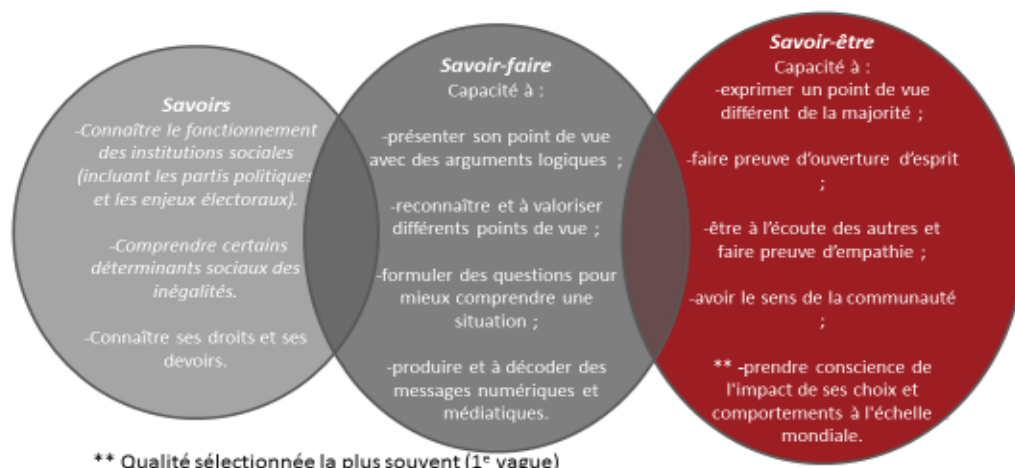 Savoirs
-Connaître le fonctionnement
des institutions sociales
(incluant les partis politiques
et les enjeux électoraux).
-Comprendre certains
déterminants sociaux des
inégalités.
-Connaître ses droits et ses
devoirs.
Savoir-faire
Capacité à :
-présenter son point de vue
avec des arguments logiques ;
-reconnaître et à valoriser
différents points de vue ;
-formuler des questions pour
mieux comprendre une
situation ;
-produire et à décoder des
messages numériques et
médiatiques.
Savoir-être
Capacité à :
-exprimer un point de vue
différent de la majorité ;
-faire preuve d'ouverture d'esprit
;
-être à l'écoute des autres et
faire preuve d'empathie ;
-avoir le sens de la communauté
;
** -prendre conscience de
l'impact de ses choix et
comportements à l'échelle
mondiale.
** Qualité sélectionnée la plus souvent (1e vague)